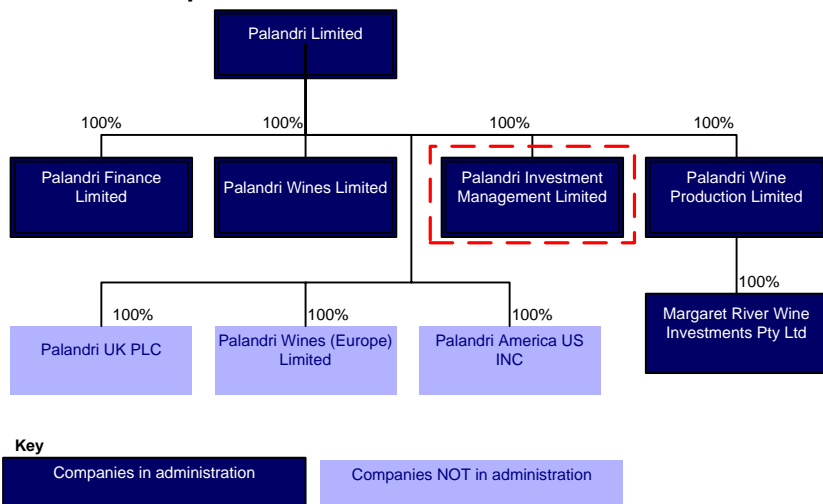 Palandri Limited
100%
100%
100%
100%
Palandri Finance
Limited
Palandri Wines Limited
Palandri Investment
Management Limited
Palandri Wine
Production Limited
100%
100%
100%
100%
Palandri UK PLC
Palandri Wines (Europe)
Limited
Palandri America US
INC
Margaret River Wine
Investments Pty Ltd
Key
Companies in administration
Companies NOT in administration